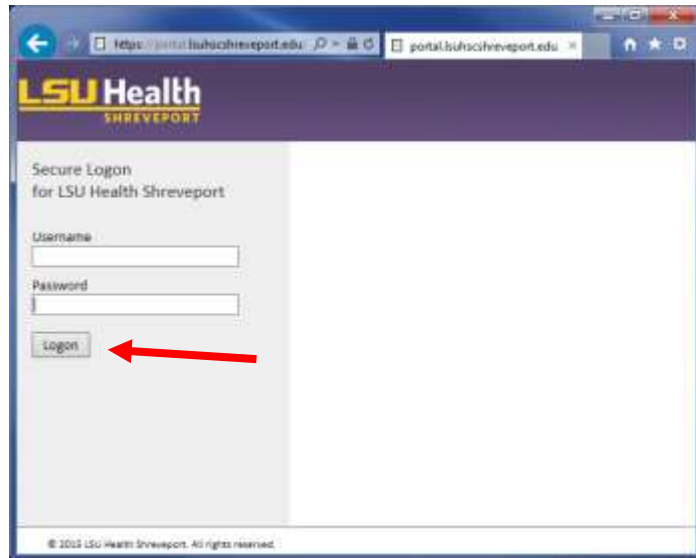 https://portal.lsuhscshreveport.edu
portal.lsuhscshreveport.edu
LSU Health
SHREVEPORT
Secure Logon
for LSU Health Shreveport
Username
Password
Logon
© 2015 LSU Health Shreveport. All rights reserved.